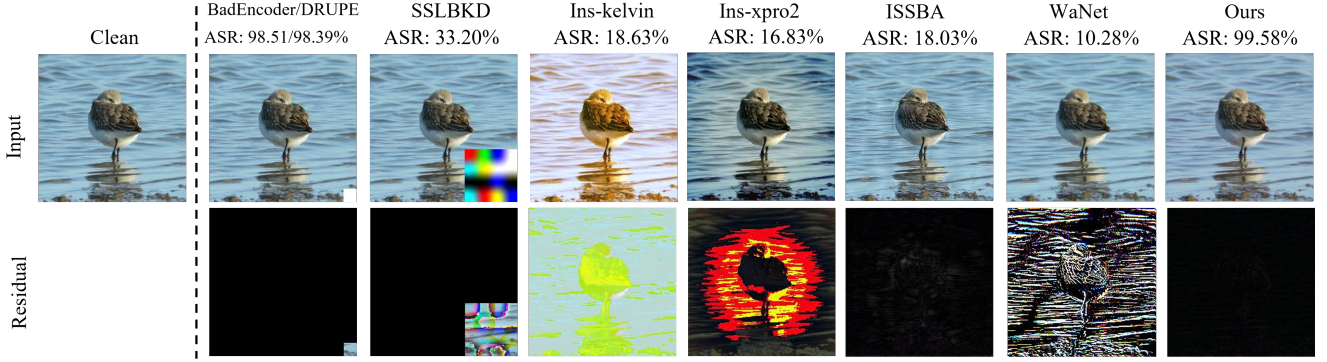 Clean
BadEncoder/DRUPE
ASR: 98.51/98.39%
SSLBKD
ASR: 33.20%
Ins-kelvin
ASR: 18.63%
Ins-xpro2
ASR: 16.83%
ISSBA
ASR: 18.03%
WaNet
ASR: 10.28%
Ours
ASR: 99.58%
Input
Residual